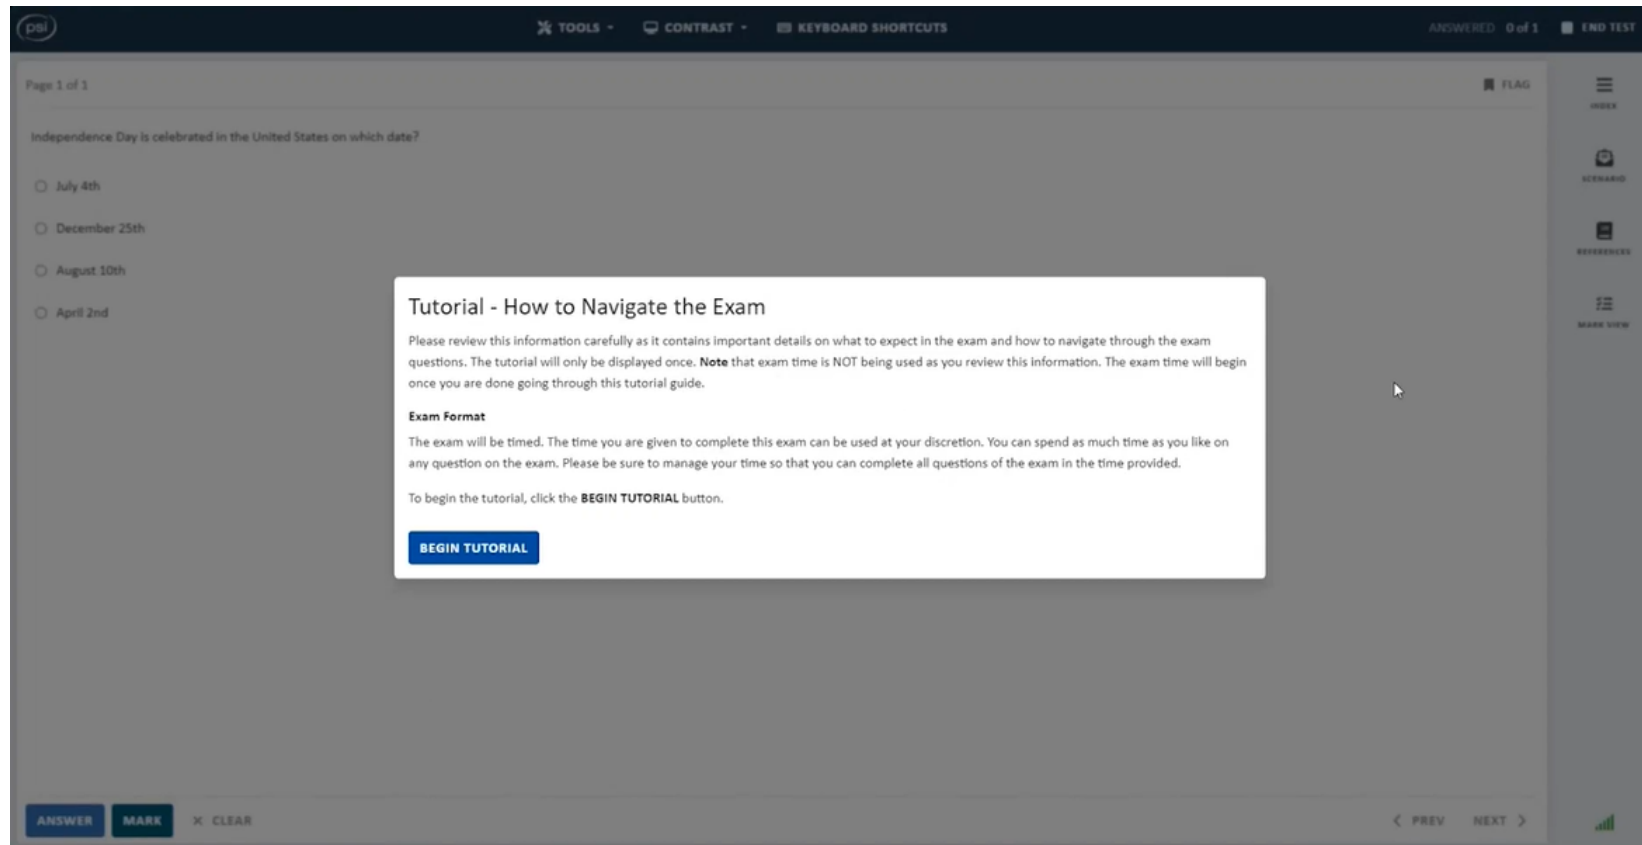 psi
TOOLS
CONTRAST
KEYBOARD SHORTCUTS
ANSWERED 0 of 1
END TEST
Page 1 of 1
FLAG
INDEX
Independence Day is celebrated in the United States on which date?
July 4th
SCENARIO
December 25th
REFERENCES
August 10th
April 2nd
MARK VIEW
Tutorial - How to Navigate the Exam
Please review this information carefully as it contains important details on what to expect in the exam and how to navigate through the exam
questions. The tutorial will only be displayed once. Note that exam time is NOT being used as you review this information. The exam time will begin
once you are done going through this tutorial guide.
Exam Format
The exam will be timed. The time you are given to complete this exam can be used at your discretion. You can spend as much time as you like on
any question on the exam. Please be sure to manage your time so that you can complete all questions of the exam in the time provided.
To begin the tutorial, click the BEGIN TUTORIAL button.
BEGIN TUTORIAL
ANSWER
MARK
CLEAR
PREV
NEXT